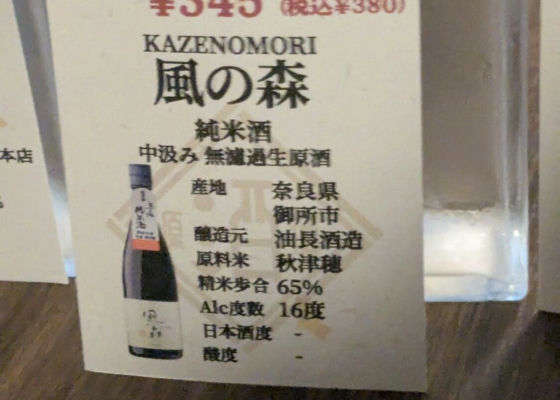 ¥345 (税込¥380)
KAZENOMORI
風の森
純米酒
中汲み 無濾過生原酒
産地 奈良県
御所市
醸造元 油長酒造
原料米 秋津穂
精米歩合 65%
Alc度数 16度
日本酒度 -
酸度 -
本店